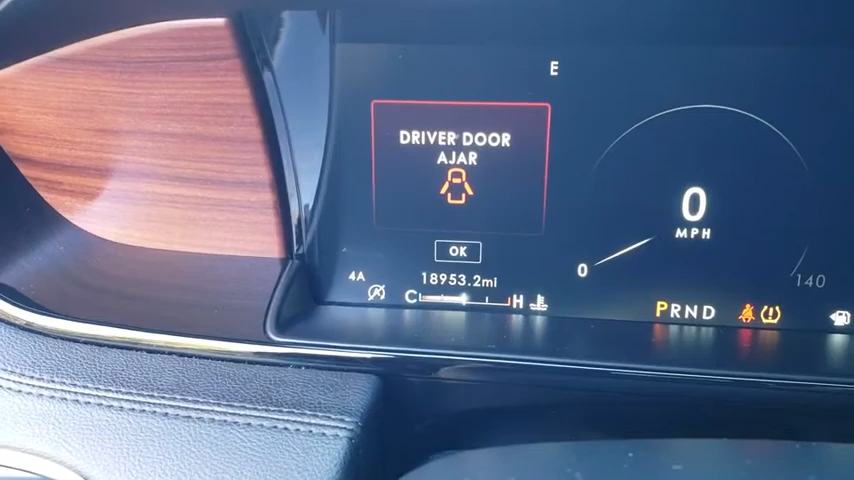 E
DRIVER DOOR
AJAR
OK
0
MPH
4A
18953.2mi
0
140
C H
PRND